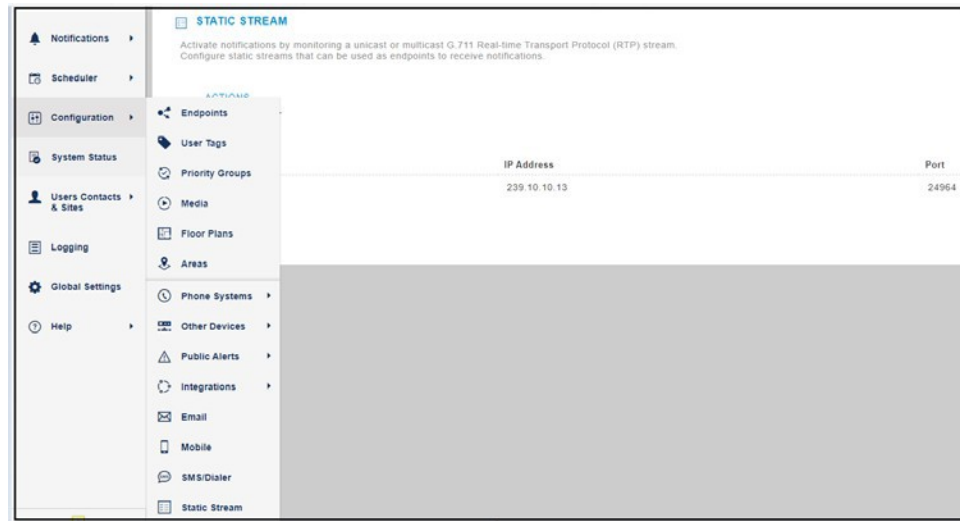 STATIC STREAM
Activate notifications by monitoring a unicast or multicast G.711 Real-time Transport Protocol (RTP) stream.
Configure static streams that can be used as endpoints to receive notifications.
ACTIONS
Notifications
Scheduler
Configuration
System Status
Users Contacts
& Sites
Logging
Global Settings
Help
Endpoints
User Tags
Priority Groups
Media
Floor Plans
Areas
Phone Systems
Other Devices
Public Alerts
Integrations
Email
Mobile
SMS/Dialer
Static Stream
IP Address Port
239.10.10.13 24964